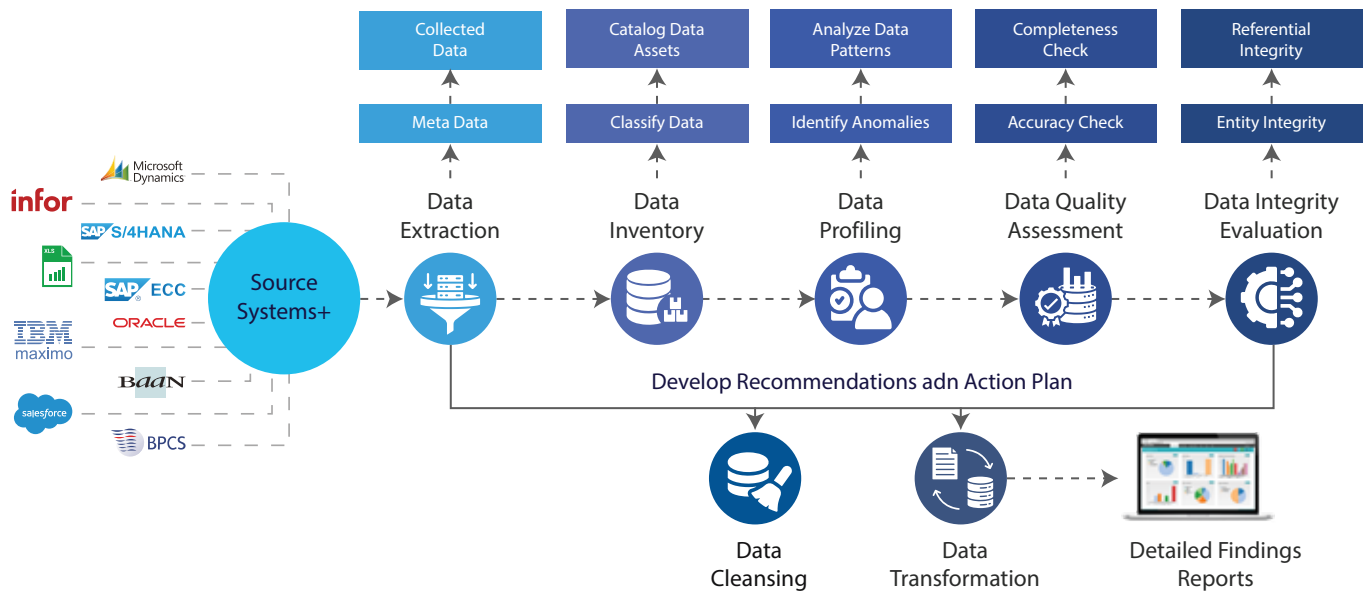 Collected
Data
Catalog Data
Assets
Analyze Data
Patterns
Completeness
Check
Referential
Integrity
Meta Data
Classify Data
Identify Anomalies
Accuracy Check
Entity Integrity
Microsoft
Dynamics
infor
SAP S/4HANA
XLS
SAP ECC
ORACLE
IBM
maximo
BaaN
salesforce
BPCS
Source
Systems+
Data
Extraction
Data
Inventory
Data
Profiling
Data Quality
Assessment
Data Integrity
Evaluation
Develop Recommendations adn Action Plan
Data
Cleansing
Data
Transformation
Detailed Findings
Reports